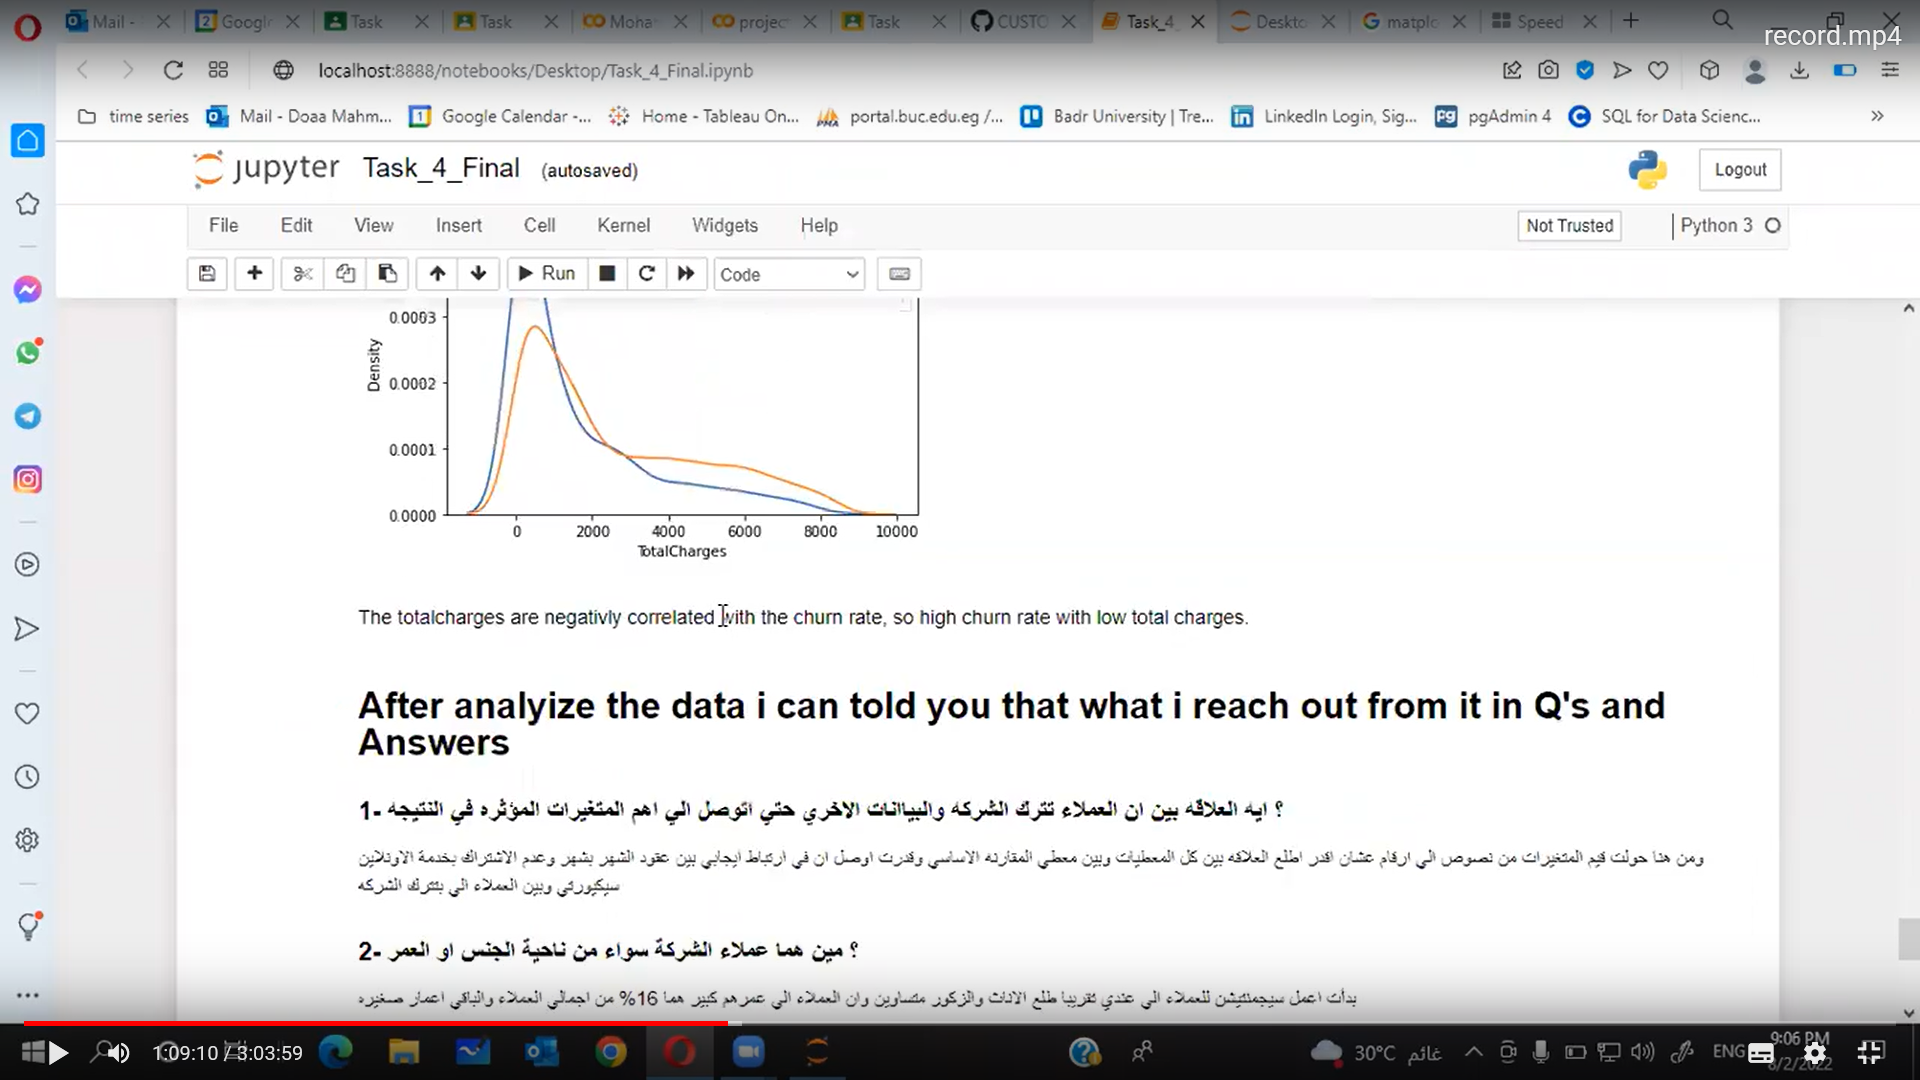 Mail -
Google
Task
Task
Moha
projec
Task
CUSTO
Task_4_
Deskto
matplo
Speed
record.mp4
localhost:8888/notebooks/Desktop/Task_4_Final.ipynb
time series
Mail - Doaa Mahm...
Google Calendar -...
Home - Tableau On...
portal.buc.edu.eg /...
Badr University | Tre...
LinkedIn Login, Sig...
pgAdmin 4
SQL for Data Scienc...
jupyter Task_4_Final (autosaved)
Logout
File Edit View Insert Cell Kernel Widgets Help
Not Trusted
Python 3
Run
Code
Density
0.0003
0.0002
0.0001
0.0000
0 2000 4000 6000 8000 10000
TotalCharges
The totalcharges are negativly correlated with the churn rate, so high churn rate with low total charges.
After analyize the data i can told you that what i reach out from it in Q's and
Answers
1- ايه العلاقه بين ان العملاء تترك الشركه والبياانات الاخري حتي اتوصل الي اهم المتغيرات المؤثره في النتيجه ؟
ومن هنا حولت قيم المتغيرات من نصوص الي ارقام عشان اقدر اطلع العلاقه بين كل المعطيات وبين معطي المقارنه الاساسي وقدرت اوصل ان في ارتباط ايجابي بين عقود الشهر بشهر وعدم الاشتراك بخدمة الاونلاين
سيكيورتي وبين العملاء الي بتترك الشركه
2- مين هما عملاء الشركة سواء من ناحية الجنس او العمر ؟
بدأت اعمل سيجمنتيشن للعملاء الي عندي تقريبا طلع الاناث والزكور متساوين وان العملاء الي عمرهم كبير هما 16% من اجمالي العملاء والباقي اعمار صغيره
1:09:10 / 3:03:59
30°C غائم
ENG
9:06 PM
8/2/2022